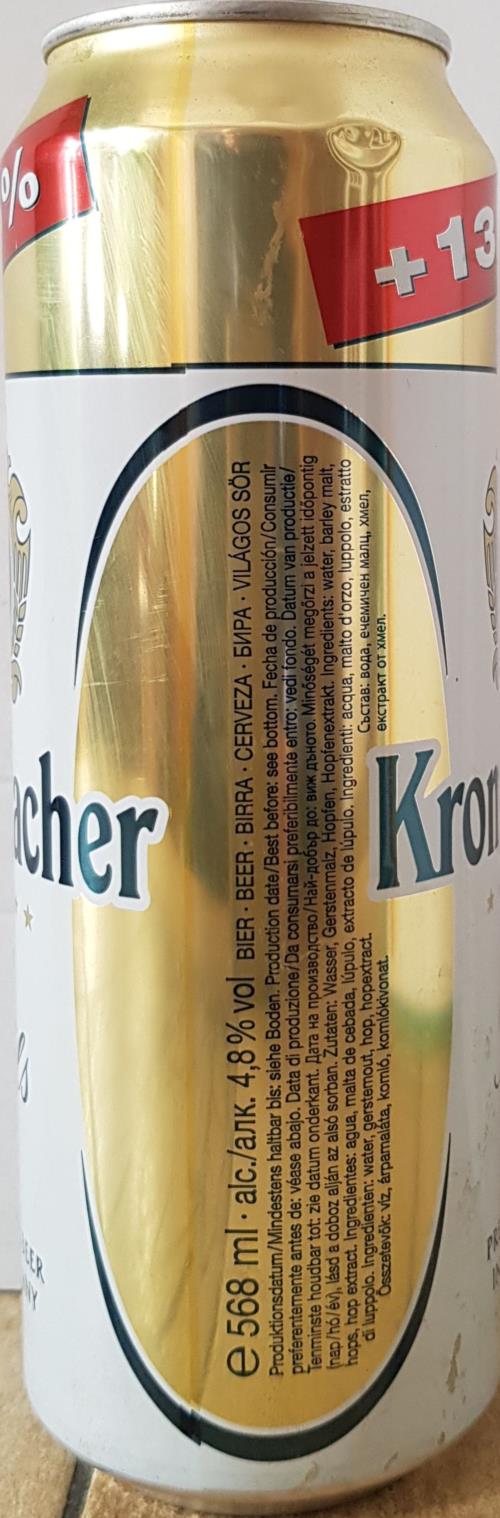 %
+13
acher
Kron
ls
e 568 ml · alc./алк. 4,8% vol BIER · BEER · BIRRA · CERVEZA · БИРА · VILÁGOS SÖR
Produktionsdatum/Mindestens haltbar bis: siehe Boden. Production date/Best before: see bottom. Fecha de producción/Consumir
preferentemente antes de: véase abajo. Data di produzione/Da consumarsi preferibilmente entro: vedi fondo. Datum van productie/
Tenminste houdbar tot: zie datum onderkant. Дата на производство/Най-добър до: виж дъното. Minőségét megőrzi a jelzett időpontig
(nap/hó/év), lásd a doboz alján az alsó sorban. Zutaten: Wasser, Gerstenmalz, Hopfen, Hopfenextrakt. Ingredients: water, barley malt,
hops, hop extract. Ingredientes: agua, malta de cebada, lúpulo, extracto de lúpulo. Ingredienti: acqua, malto d'orzo, luppolo, estratto
di luppolo. Ingredienten: water, gerstemout, hop, hopextract. Състав: вода, ечемичен малц, хмел,
Összetevők: víz, árpamaláta, komló, komlókivonat. екстракт от хмел.